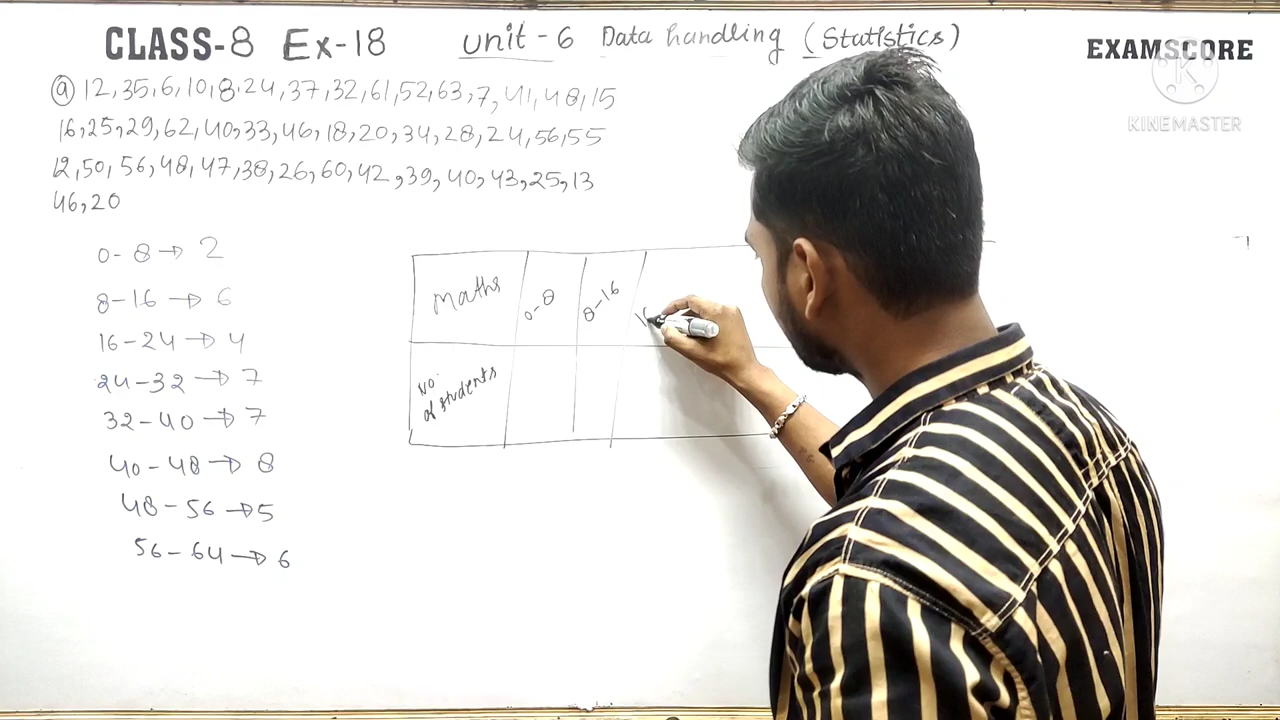 CLASS-8 Ex-18 Unit-6 Data handling (Statistics)
EXAMSCORE
KINEMASTER
ⓐ 12,35,6,10,8,24,37,32,61,52,63,7,41,48,15
16,25,29,62,40,33,46,18,20,34,28,24,56,55
12,50,56,48,47,38,26,60,42,39,40,43,25,13
46,20
0-8→2
8-16→6
16-24→4
24-32→7
32-40→7
40-48→8
48-56→5
56-64→6
Maths 0-8 8-16 16
No. of students